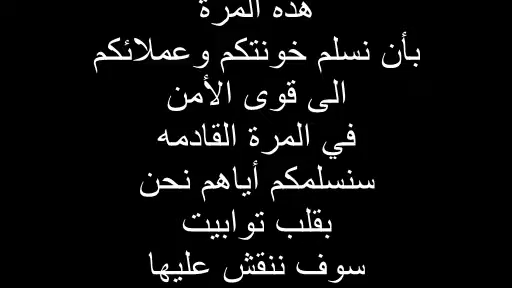 هذه المرة
بأن نسلم خونتكم وعملائكم
الى قوى الأمن
في المرة القادمه
سنسلمكم أياهم نحن
بقلب توابيت
سوف ننقش عليها